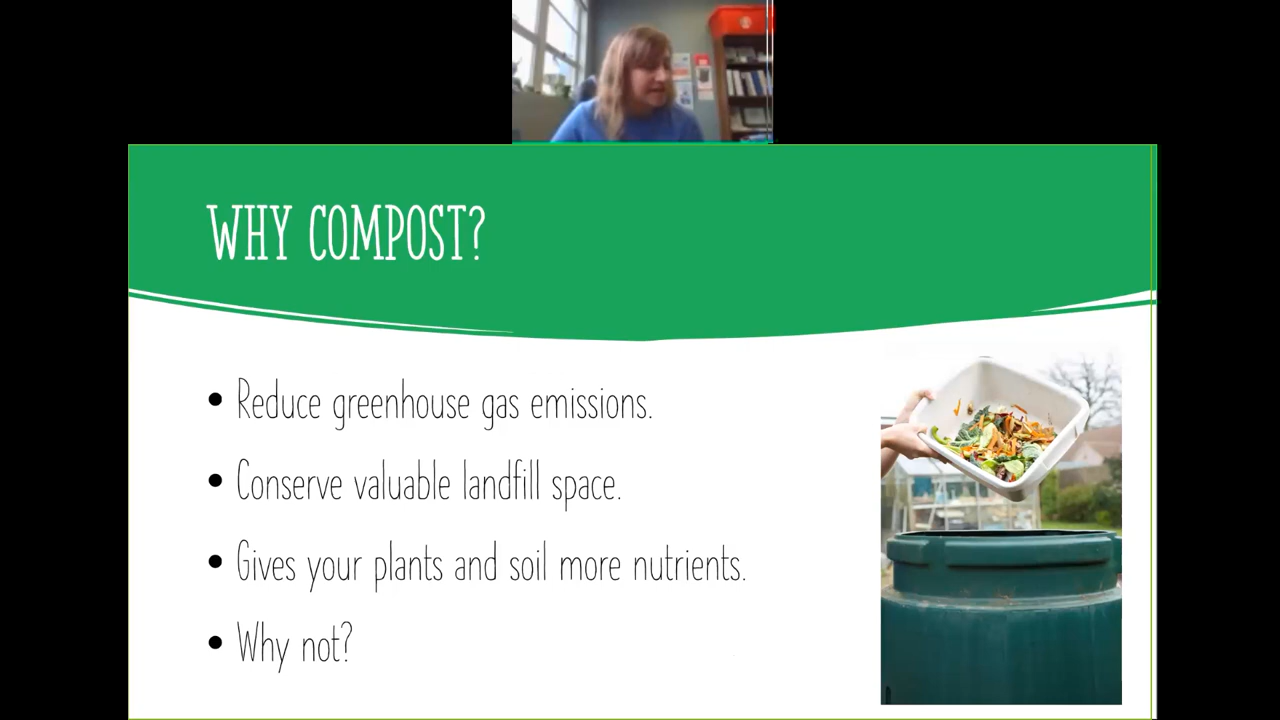 WHY COMPOST?
• Reduce greenhouse gas emissions.
• Conserve valuable landfill space.
• Gives your plants and soil more nutrients.
• Why not?